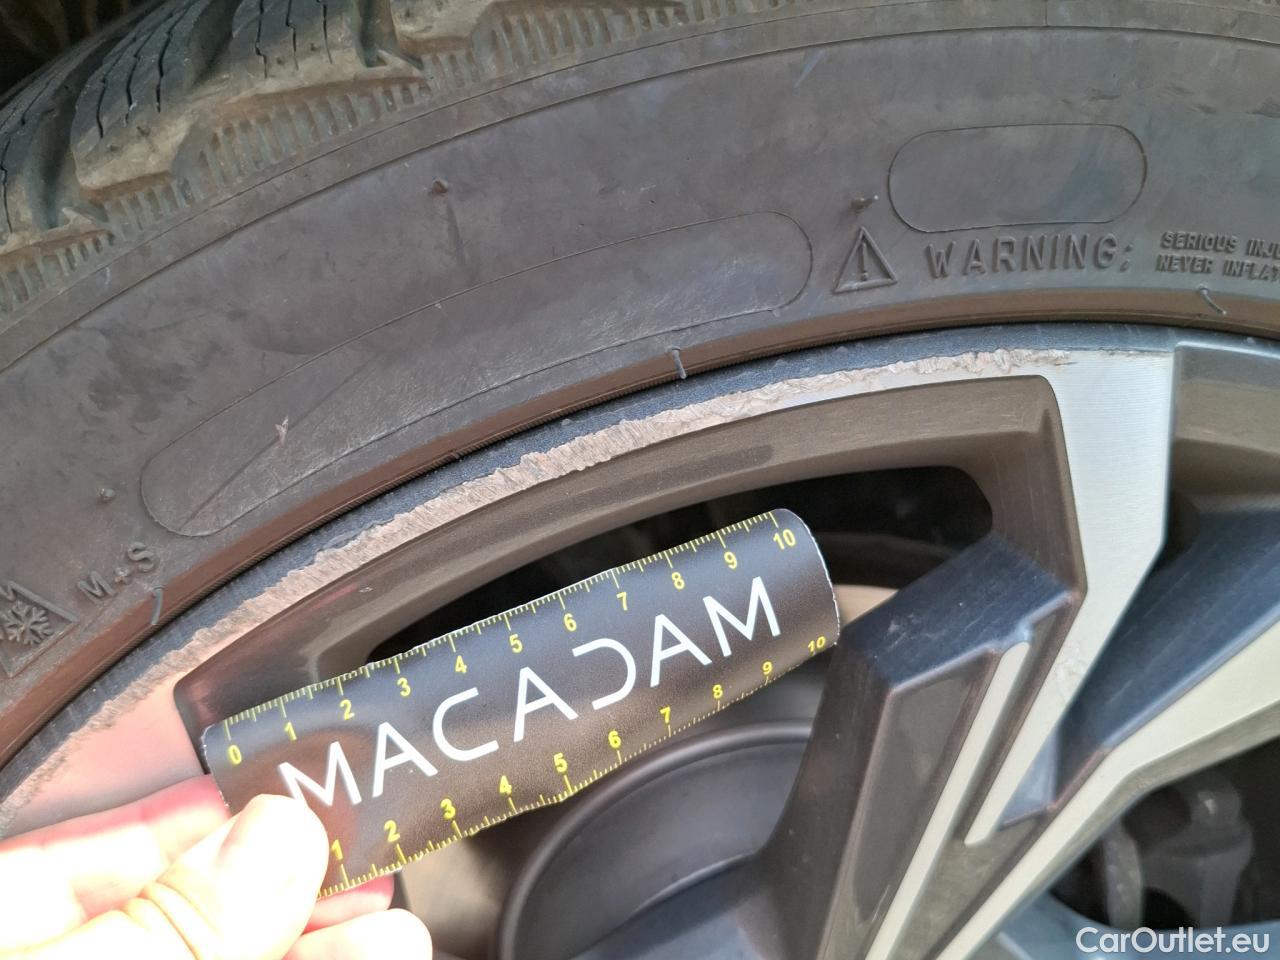 WARNING:
SERIOUS INJU
NEVER INFLAT
M+S
0 1 2 3 4 5 6 7 8 9 10
MACADAM
1 2 3 4 5 6 7 8 9 10
CarOutlet.eu